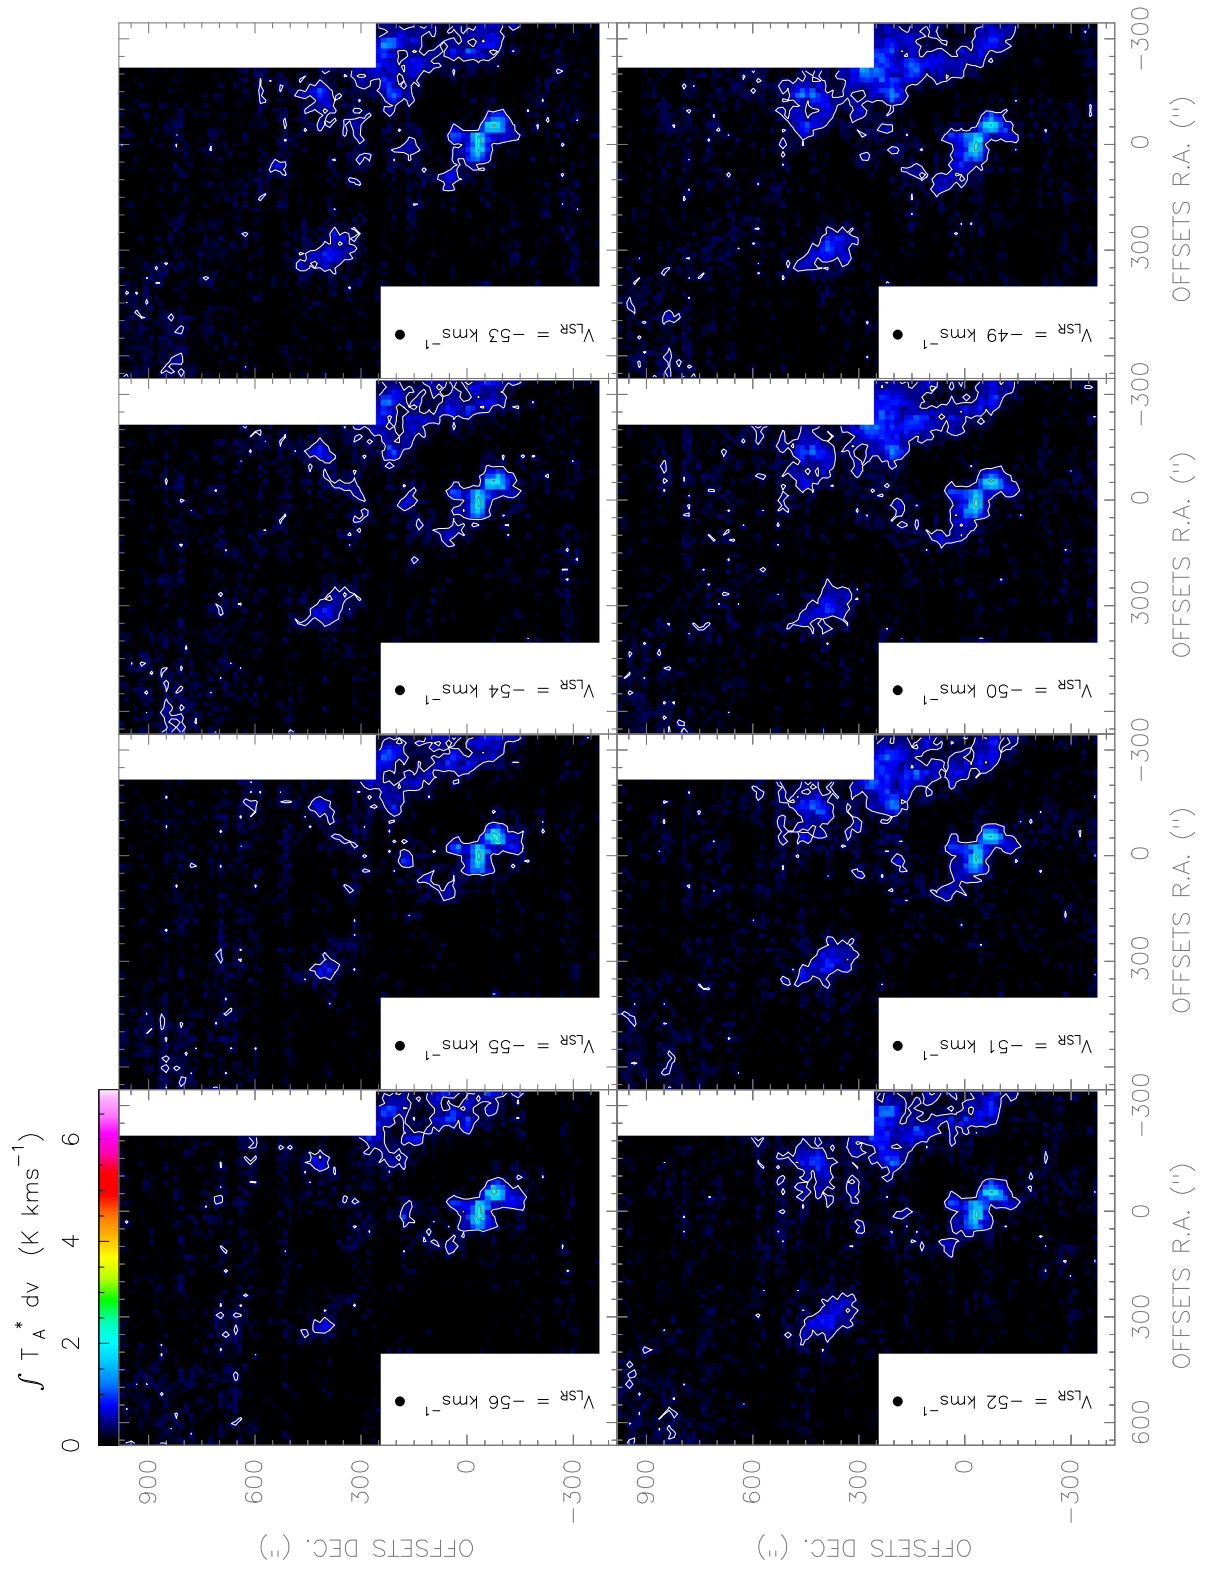 ∫ T_A* dv (K kms⁻¹)
0 2 4 6
V_LSR = −56 kms⁻¹
V_LSR = −55 kms⁻¹
V_LSR = −54 kms⁻¹
V_LSR = −53 kms⁻¹
900 600 300 0 −300
OFFSETS DEC. (")
V_LSR = −52 kms⁻¹
V_LSR = −51 kms⁻¹
V_LSR = −50 kms⁻¹
V_LSR = −49 kms⁻¹
900 600 300 0 −300
OFFSETS DEC. (")
600 300 0 −300
OFFSETS R.A. (")
300 0 −300
OFFSETS R.A. (")
300 0 −300
OFFSETS R.A. (")
300 0 −300
OFFSETS R.A. (")